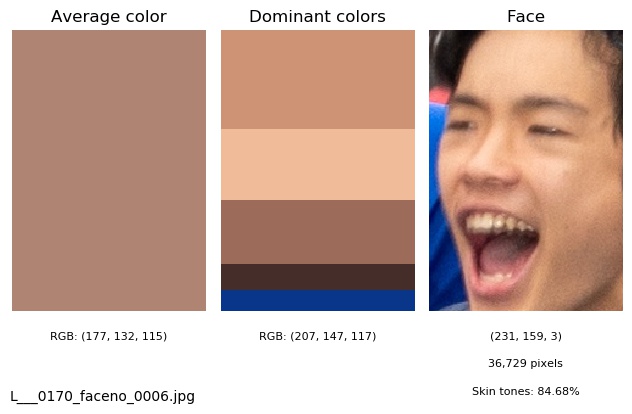 Average color
Dominant colors
Face
RGB: (177, 132, 115)
RGB: (207, 147, 117)
(231, 159, 3)
36,729 pixels
Skin tones: 84.68%
L___0170_faceno_0006.jpg